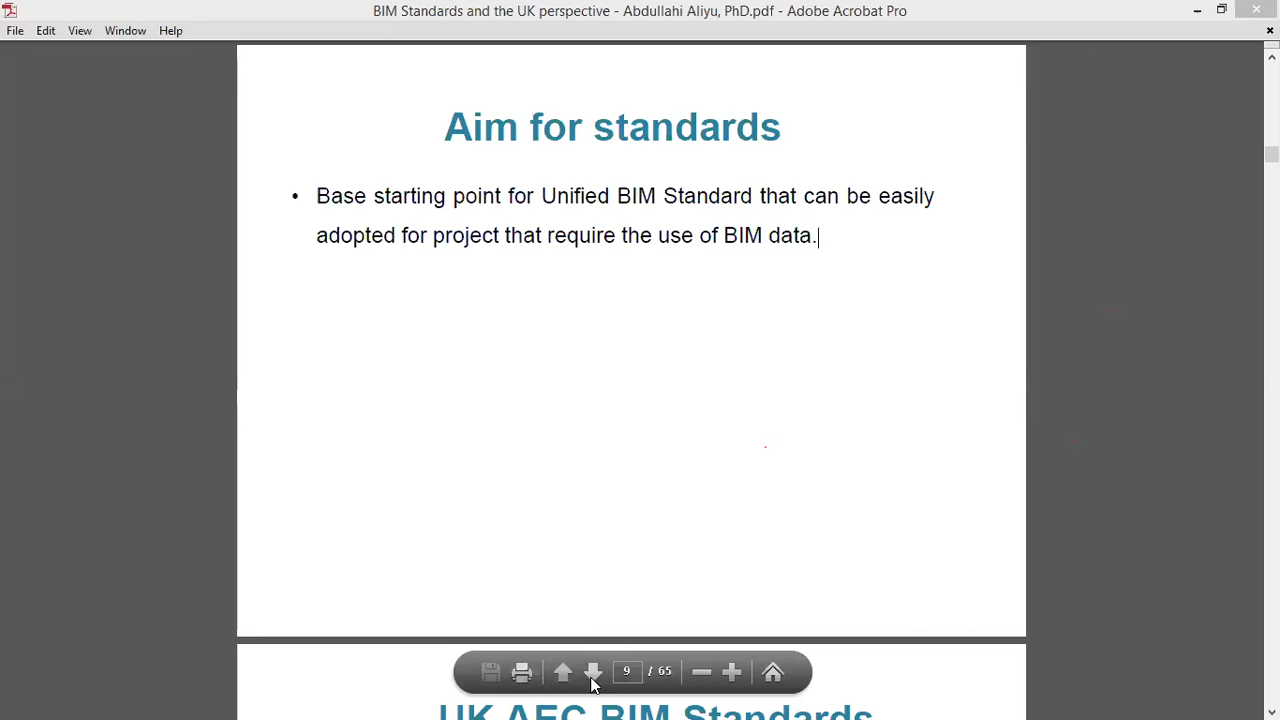 BIM Standards and the UK perspective - Abdullahi Aliyu, PhD.pdf - Adobe Acrobat Pro
File Edit View Window Help
Aim for standards
• Base starting point for Unified BIM Standard that can be easily
adopted for project that require the use of BIM data.
9 / 65
UK AEC BIM Standards